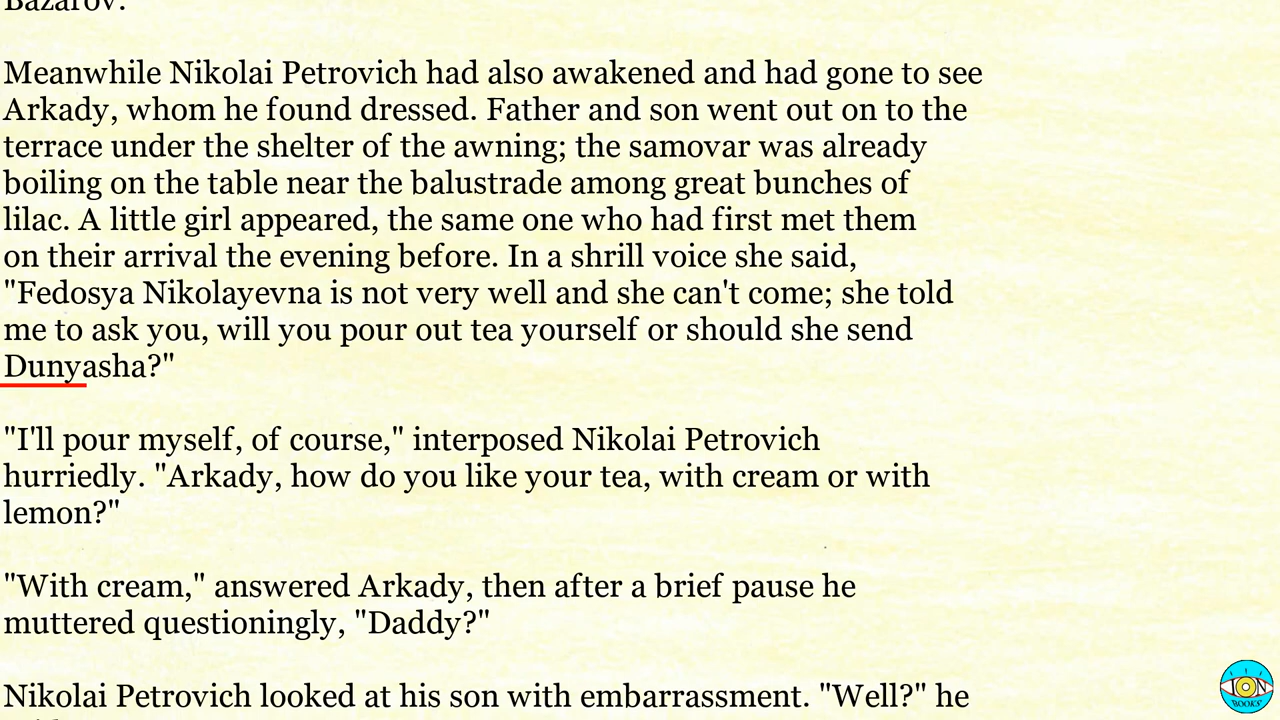 Bazarov.
Meanwhile Nikolai Petrovich had also awakened and had gone to see
Arkady, whom he found dressed. Father and son went out on to the
terrace under the shelter of the awning; the samovar was already
boiling on the table near the balustrade among great bunches of
lilac. A little girl appeared, the same one who had first met them
on their arrival the evening before. In a shrill voice she said,
"Fedosya Nikolayevna is not very well and she can't come; she told
me to ask you, will you pour out tea yourself or should she send
Dunyasha?"
"I'll pour myself, of course," interposed Nikolai Petrovich
hurriedly. "Arkady, how do you like your tea, with cream or with
lemon?"
"With cream," answered Arkady, then after a brief pause he
muttered questioningly, "Daddy?"
Nikolai Petrovich looked at his son with embarrassment. "Well?" he
ION
BOOKS